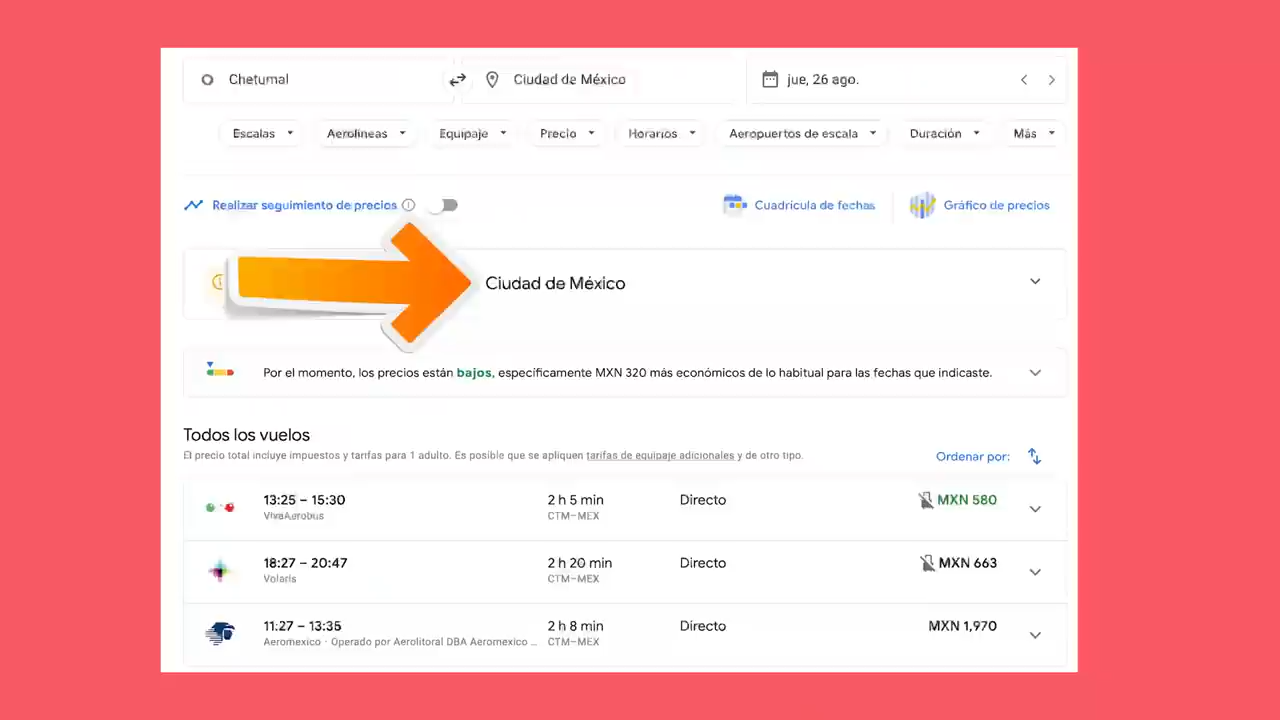 Chetumal
Ciudad de México
jue, 26 ago.
Escalas
Aerolíneas
Equipaje
Precio
Horarios
Aeropuertos de escala
Duración
Más
Realizar seguimiento de precios
Cuadrícula de fechas
Gráfico de precios
Ciudad de México
Por el momento, los precios están bajos, específicamente MXN 320 más económicos de lo habitual para las fechas que indicaste.
Todos los vuelos
El precio total incluye impuestos y tarifas para 1 adulto. Es posible que se apliquen tarifas de equipaje adicionales y de otro tipo.
Ordenar por:
13:25 – 15:30
2 h 5 min
Directo
MXN 580
VivaAerobus
CTM–MEX
18:27 – 20:47
2 h 20 min
Directo
MXN 663
Volaris
CTM–MEX
11:27 – 13:35
2 h 8 min
Directo
MXN 1,970
Aeromexico · Operado por Aerolitoral DBA Aeromexico ...
CTM–MEX